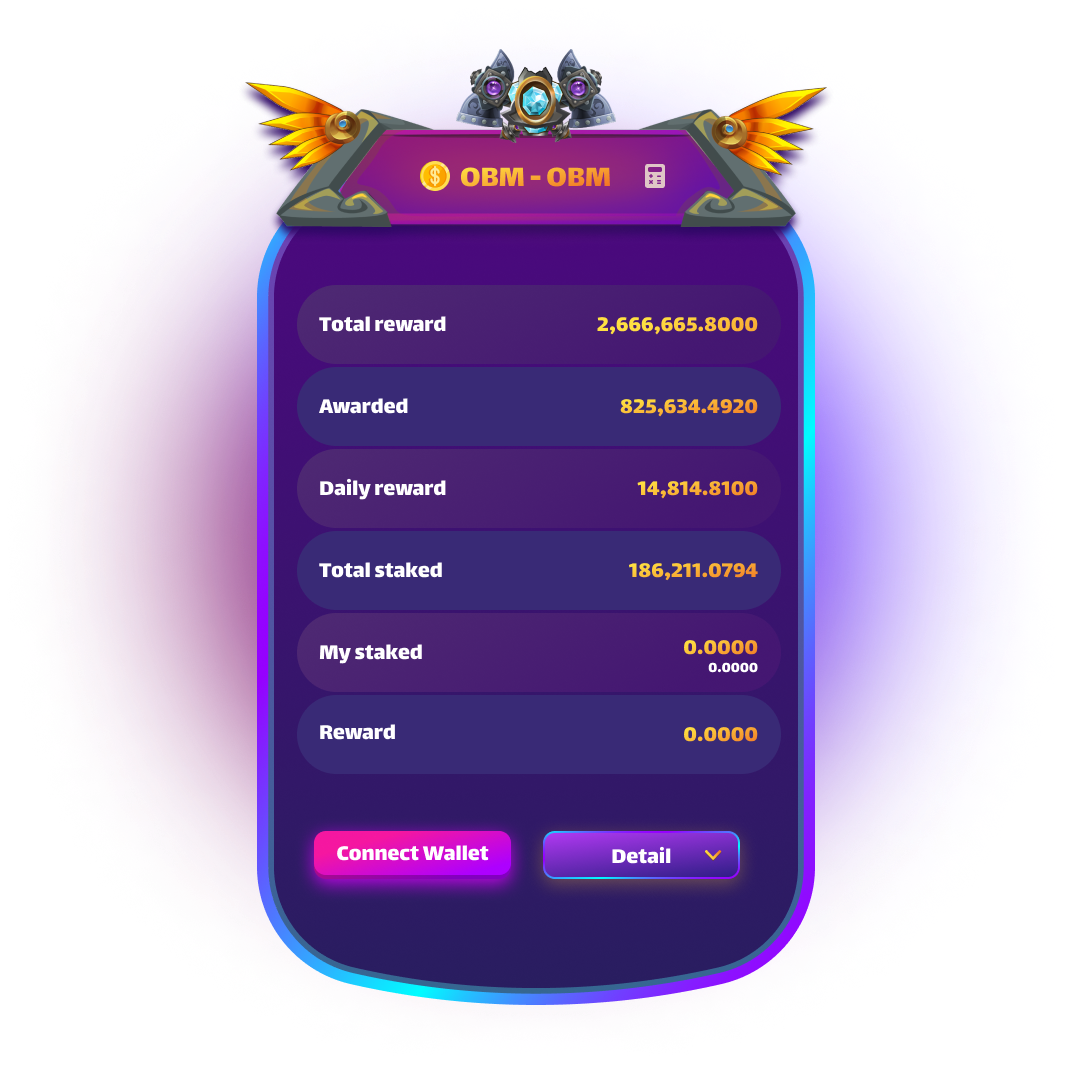 OBM - OBM
Total reward 2,666,665.8000
Awarded 825,634.4920
Daily reward 14,814.8100
Total staked 186,211.0794
My staked 0.0000
0.0000
Reward 0.0000
Connect Wallet Detail